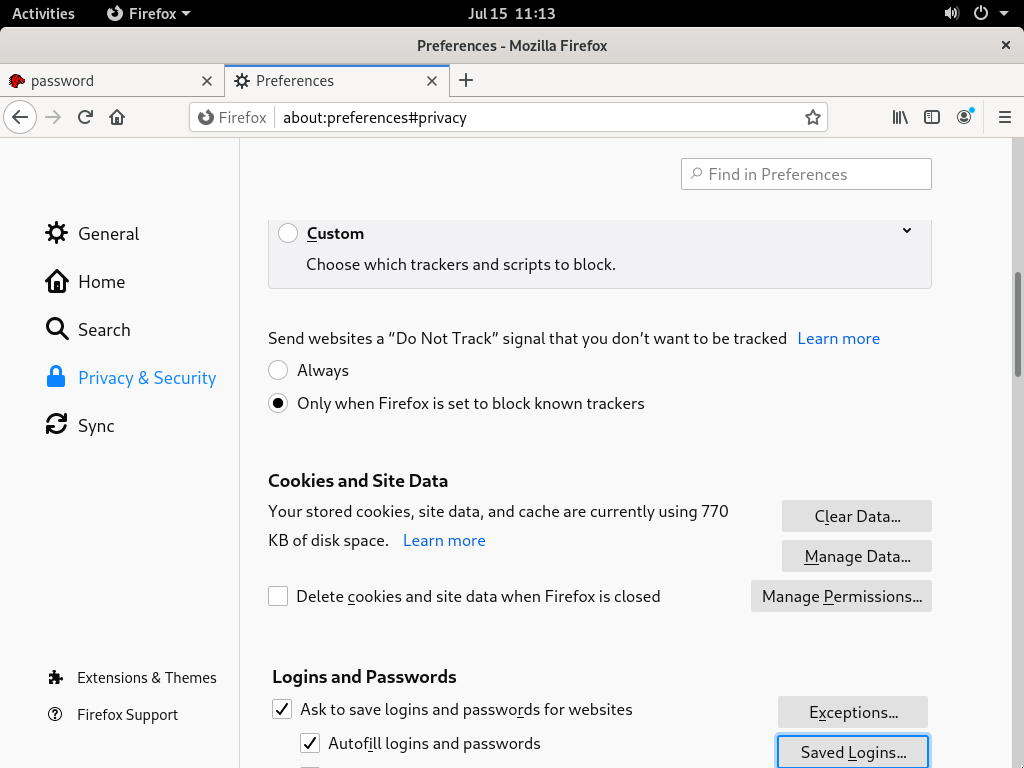 Activities Firefox Jul 15 11:13
Preferences - Mozilla Firefox
password Preferences
Firefox about:preferences#privacy
Find in Preferences
General
Home
Search
Privacy & Security
Sync
Extensions & Themes
Firefox Support
Custom
Choose which trackers and scripts to block.
Send websites a “Do Not Track” signal that you don’t want to be tracked Learn more
Always
Only when Firefox is set to block known trackers
Cookies and Site Data
Your stored cookies, site data, and cache are currently using 770
KB of disk space. Learn more
Clear Data...
Manage Data...
Delete cookies and site data when Firefox is closed
Manage Permissions...
Logins and Passwords
Ask to save logins and passwords for websites
Exceptions...
Autofill logins and passwords
Saved Logins...